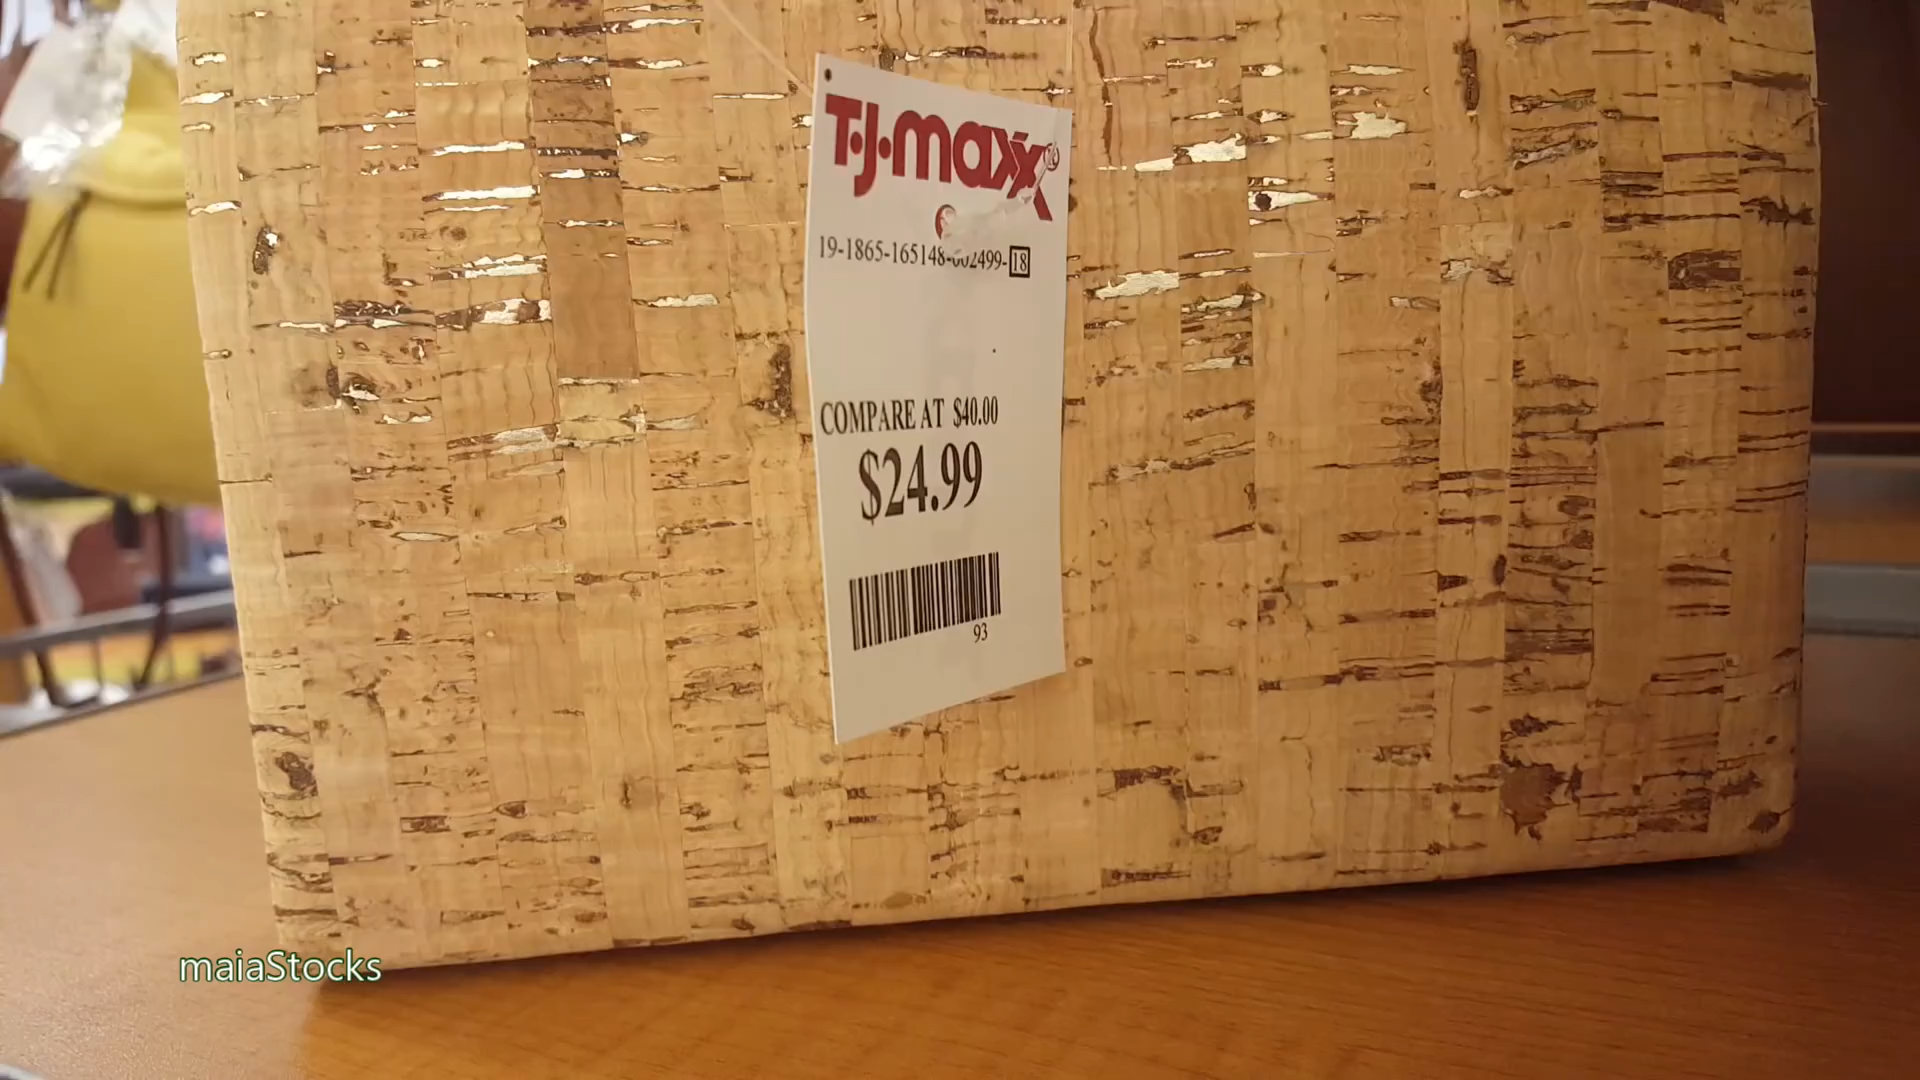 T.J.maxx®
19-1865-165148-002499-18
COMPARE AT $40.00
$24.99
93
maiaStocks